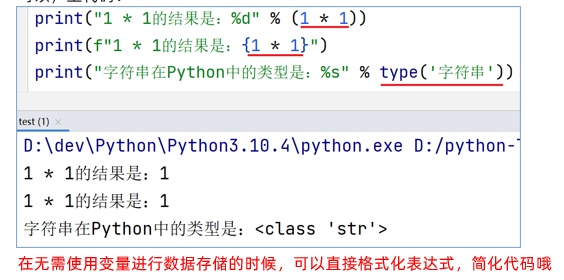 print("1 * 1的结果是：%d" % (1 * 1))
print(f"1 * 1的结果是：{1 * 1}")
print("字符串在Python中的类型是：%s" % type('字符串'))
test (1) ×
D:\dev\Python\Python3.10.4\python.exe D:/python-
1 * 1的结果是：1
1 * 1的结果是：1
字符串在Python中的类型是：<class 'str'>
在无需使用变量进行数据存储的时候，可以直接格式化表达式，简化代码哦